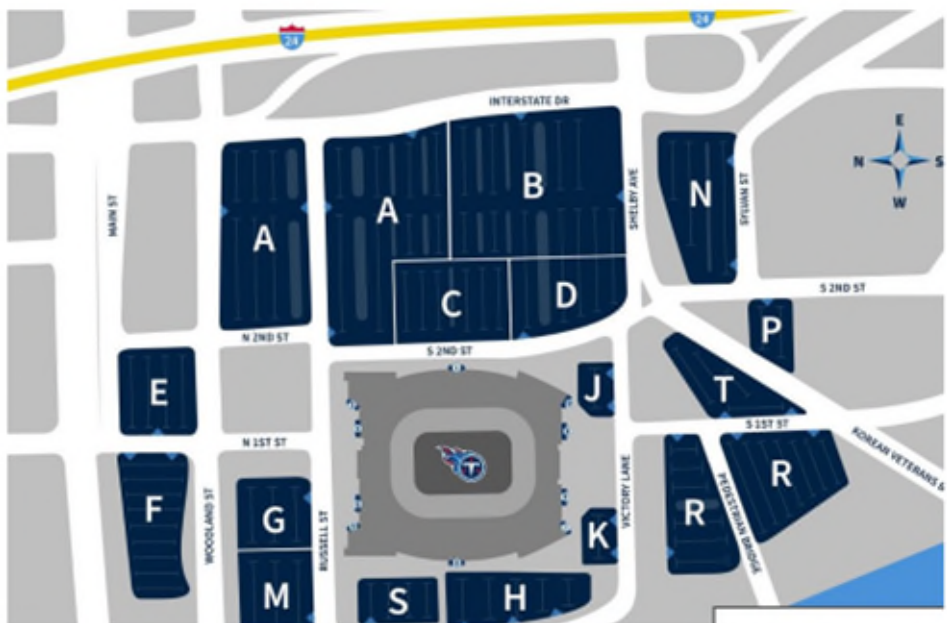 24
24
INTERSTATE DR
E
N
S
W
MAIN ST
A
A
B
SHELBY AVE
N
SYLVAN ST
C
D
S 2ND ST
N 2ND ST
S 2ND ST
P
E
J
T
N 1ST ST
S 1ST ST
KOREAN VETERANS B
F
WOODLAND ST
G
RUSSELL ST
T
K
VICTORY LANE
R
PEDESTRIAN BRIDGE
R
M
S
H